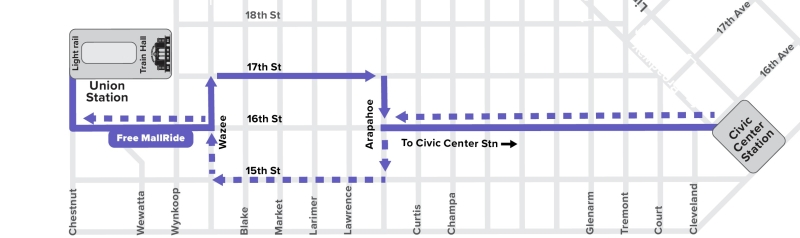 18th St
17th Ave
16th Ave
Light rail
Train Hall
Union
Station
17th St
16th St
Free MallRide
Wazee
Arapahoe
To Civic Center Stn
Civic
Center
Station
15th St
Chestnut
Wewatta
Wynkoop
Blake
Market
Larimer
Lawrence
Curtis
Champa
Glenarm
Tremont
Court
Cleveland